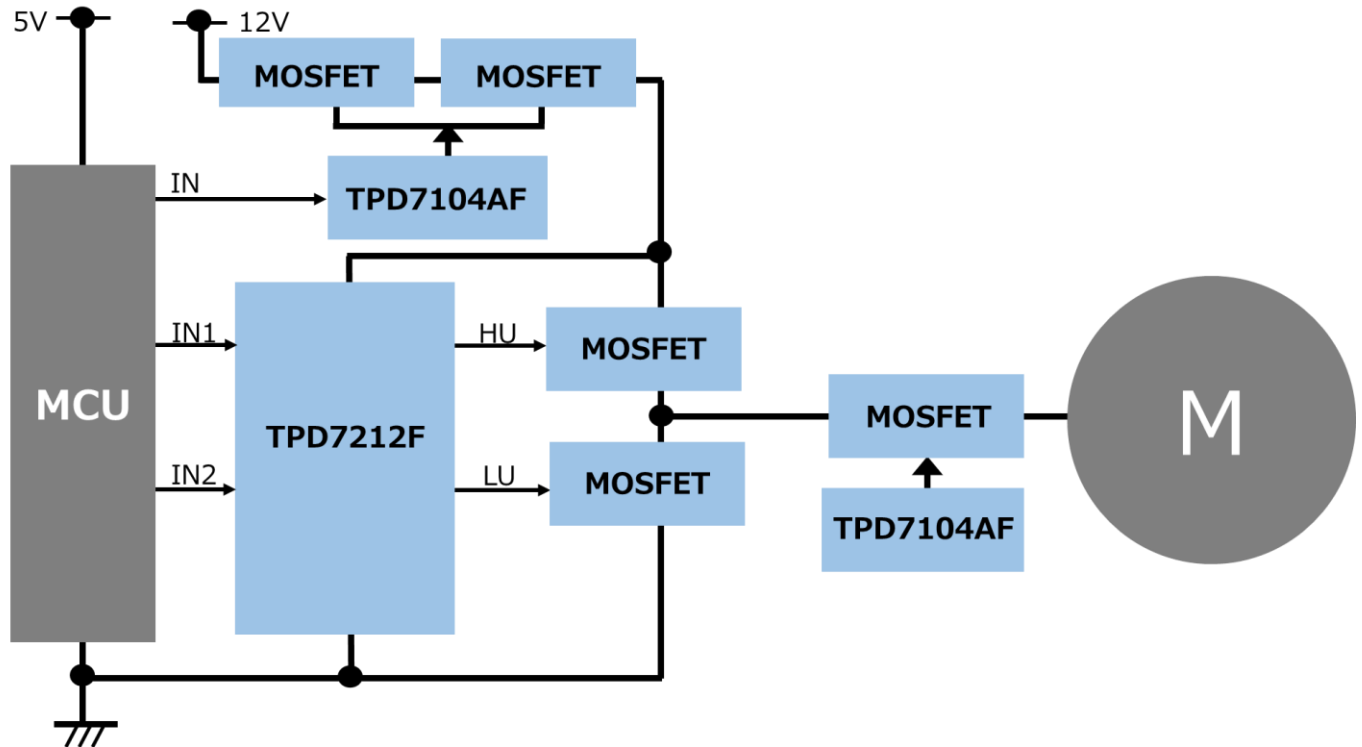 5V
12V
MOSFET
MOSFET
IN
TPD7104AF
IN1
HU
MOSFET
MCU
TPD7212F
MOSFET
M
IN2
LU
MOSFET
TPD7104AF